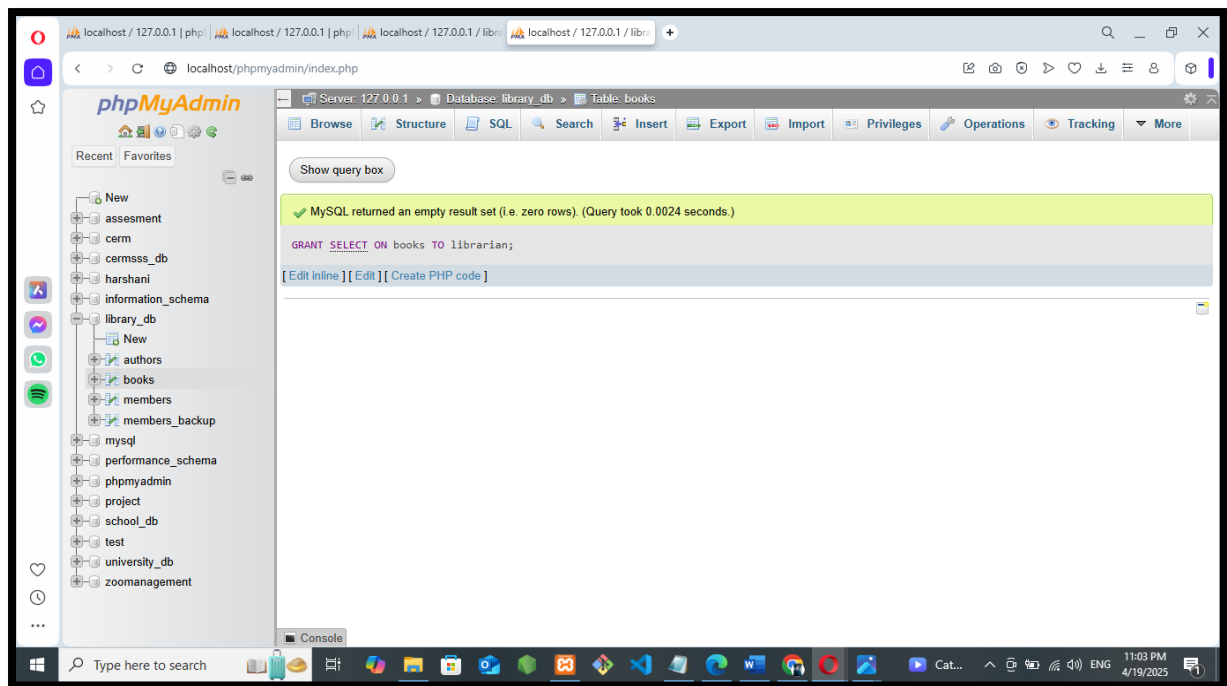 localhost / 127.0.0.1 | php
localhost / 127.0.0.1 | php
localhost / 127.0.0.1 / libra
localhost / 127.0.0.1 / libra
localhost/phpmyadmin/index.php
phpMyAdmin
Recent
Favorites
New
assesment
cerm
cermsss_db
harshani
information_schema
library_db
New
authors
books
members
members_backup
mysql
performance_schema
phpmyadmin
project
school_db
test
university_db
zoomanagement
Server: 127.0.0.1 » Database: library_db » Table: books
Browse Structure SQL Search Insert Export Import Privileges Operations Tracking More
Show query box
MySQL returned an empty result set (i.e. zero rows). (Query took 0.0024 seconds.)
GRANT SELECT ON books TO librarian;
[ Edit inline ] [ Edit ] [ Create PHP code ]
Console
Type here to search
Cat...
ENG
11:03 PM
4/19/2025